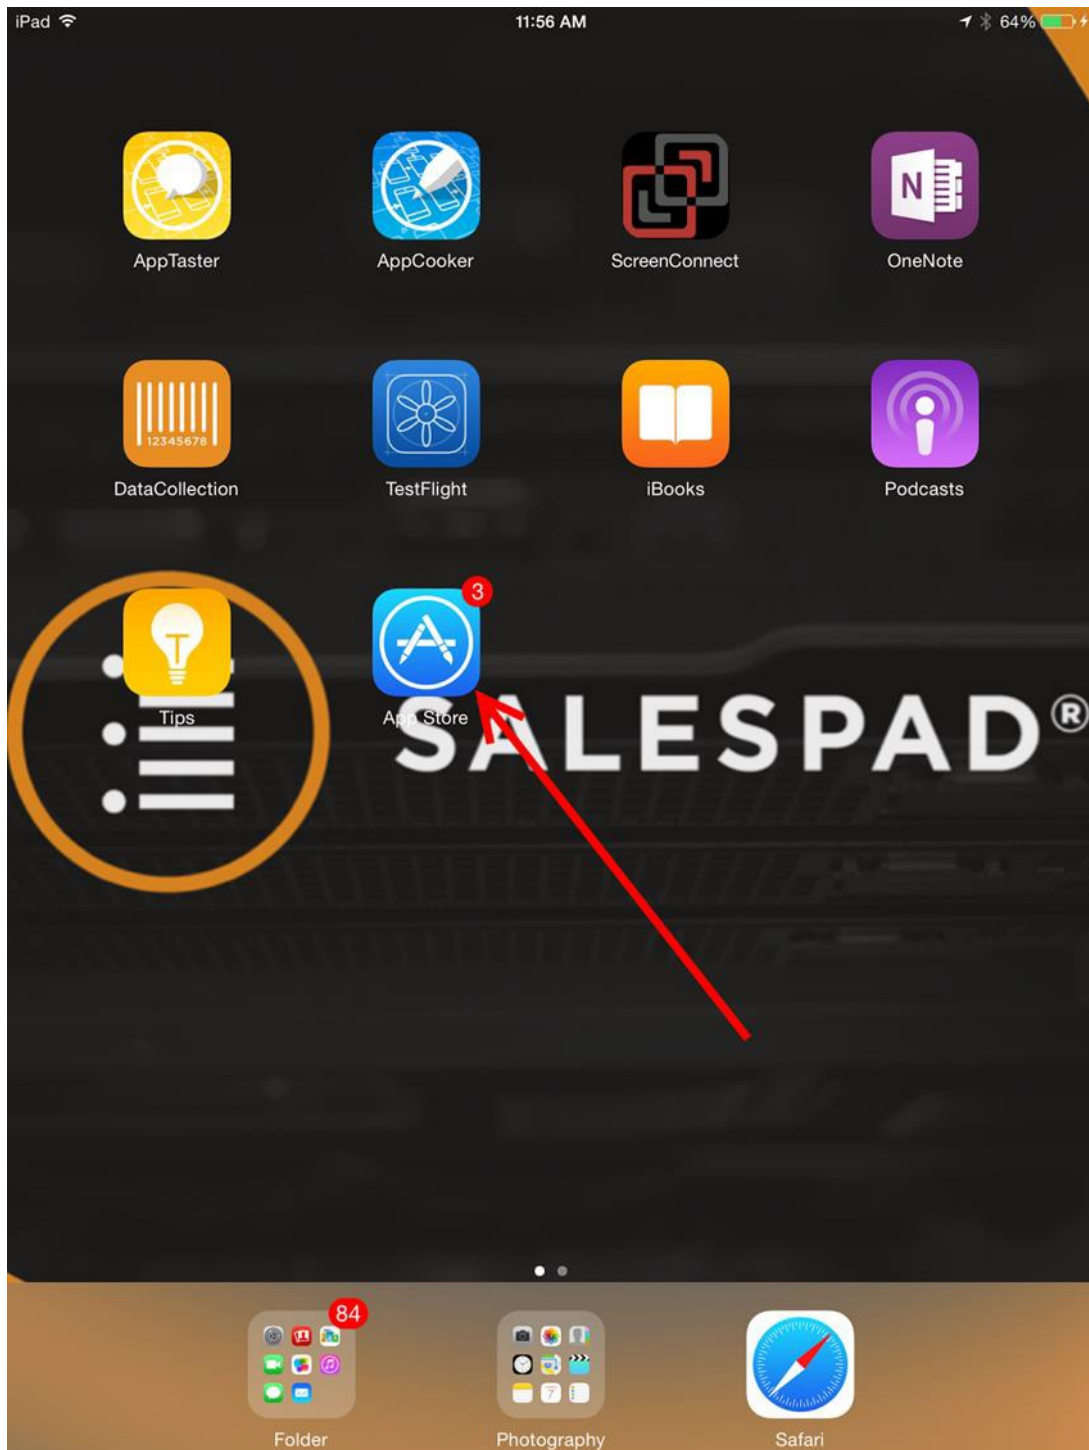 iPad 11:56 AM 64%
AppTaster AppCooker ScreenConnect OneNote
N
12345678
DataCollection TestFlight iBooks Podcasts
3
T
Tips App Store
SALESPAD®
84
7
Folder Photography Safari